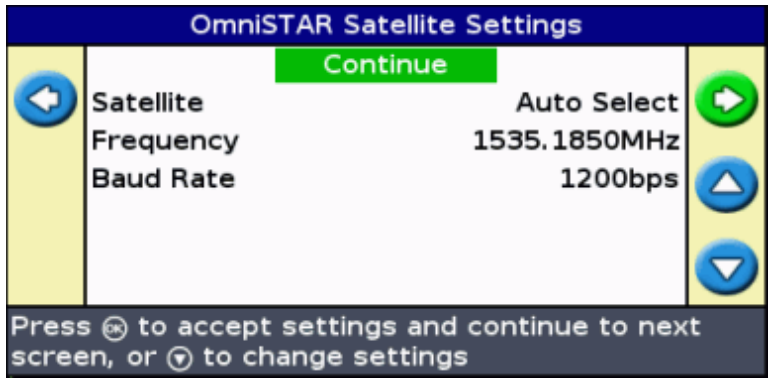 OmniSTAR Satellite Settings
Continue
Satellite Auto Select
Frequency 1535.1850MHz
Baud Rate 1200bps
Press OK to accept settings and continue to next
screen, or to change settings